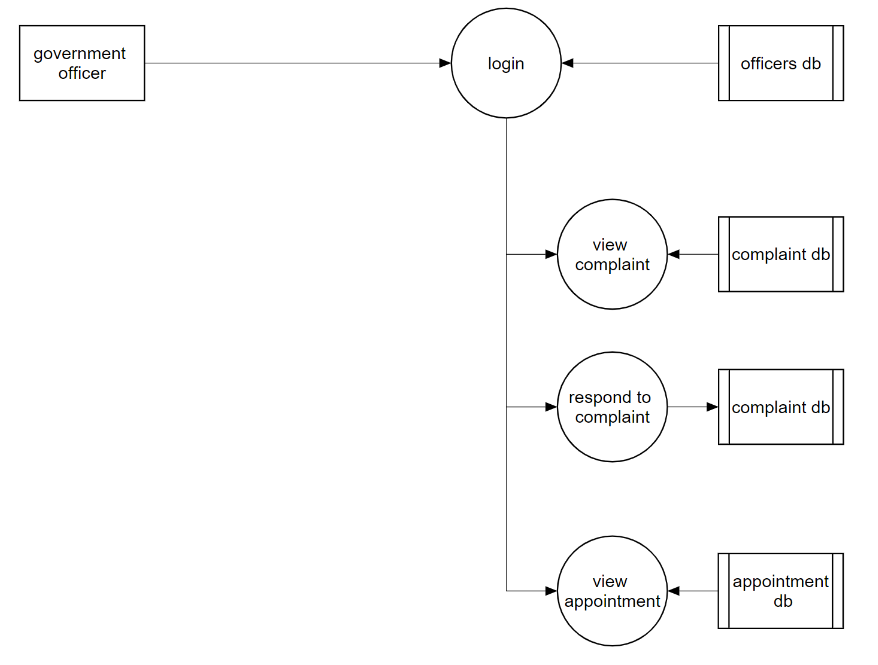 government
officer
login
officers db
view
complaint
complaint db
respond to
complaint
complaint db
view
appointment
appointment
db